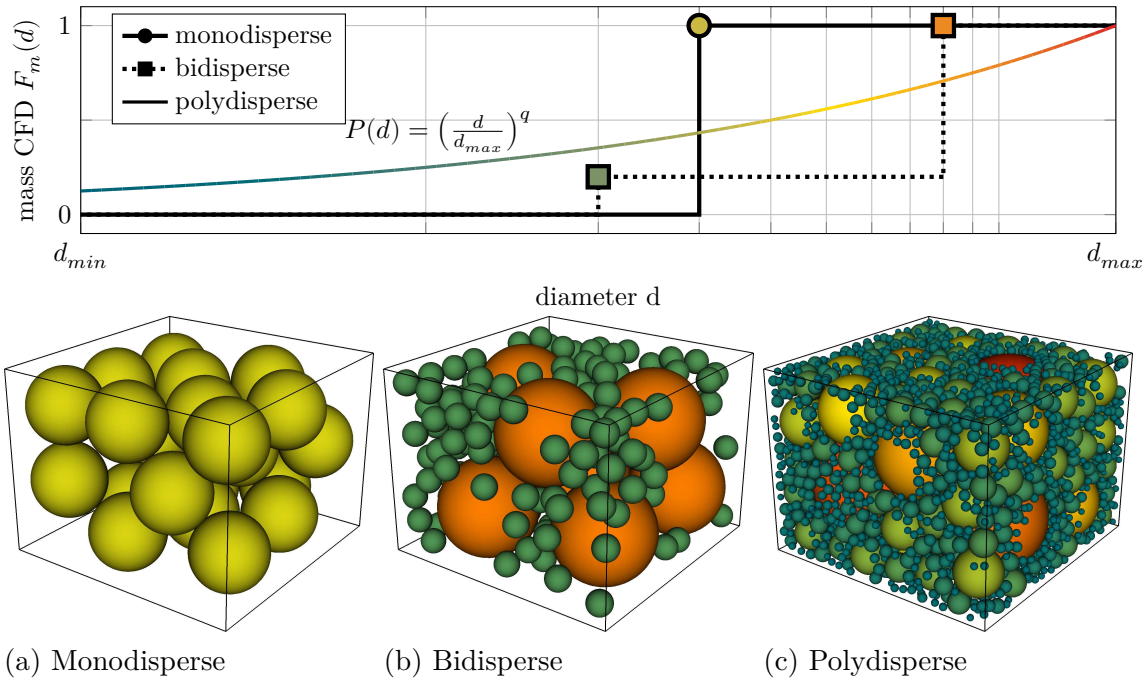 mass CFD $F_m(d)$
1
0
monodisperse
bidisperse
polydisperse
$P(d) = \left(\frac{d}{d_{max}}\right)^q$
$d_{min}$
$d_{max}$
diameter d
(a) Monodisperse
(b) Bidisperse
(c) Polydisperse